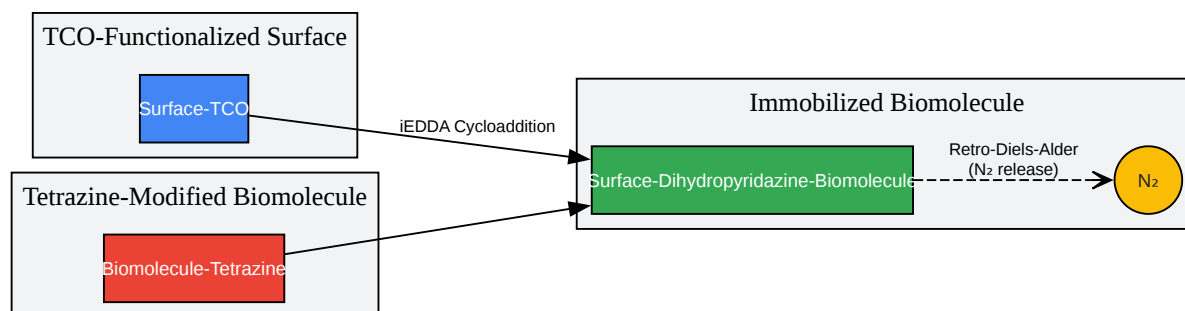 TCO-Functionalized Surface
Surface-TCO
Tetrazine-Modified Biomolecule
Biomolecule-Tetrazine
iEDDA Cycloaddition
Immobilized Biomolecule
Surface-Dihydropyridazine-Biomolecule
Retro-Diels-Alder
(N₂ release)
N₂